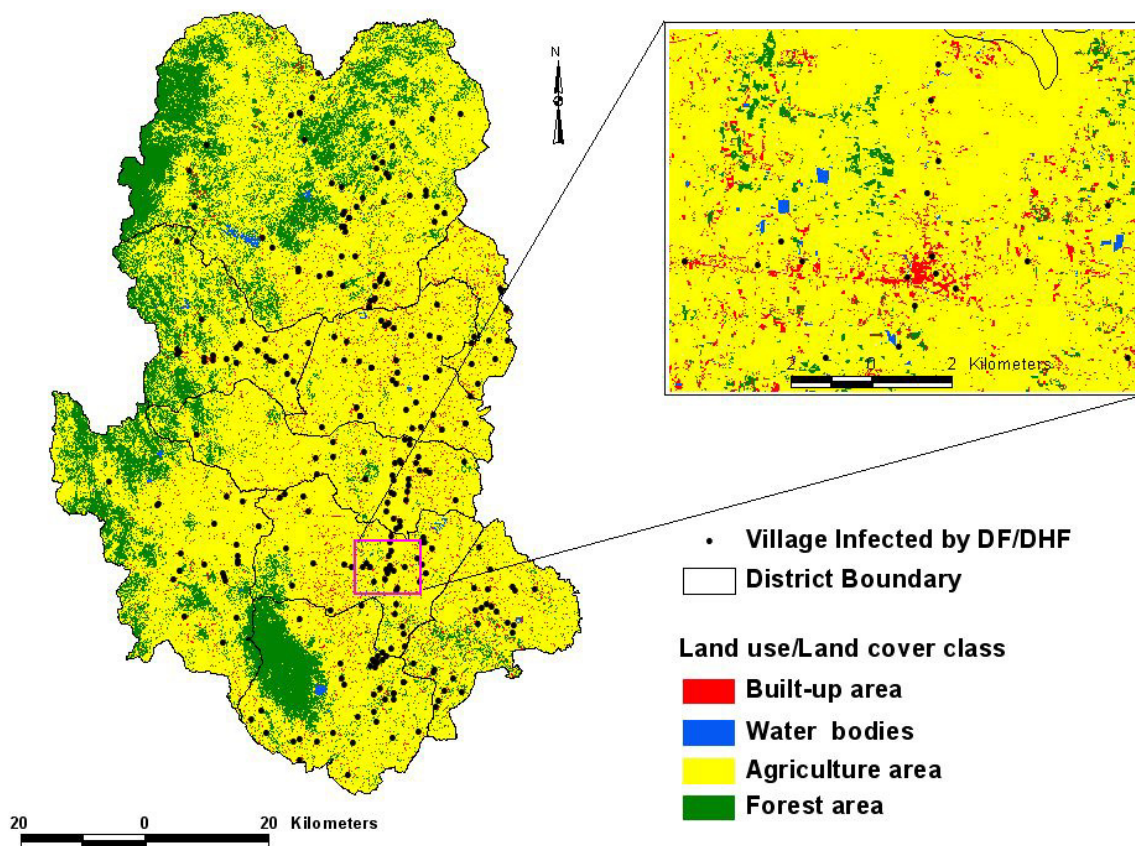 N
2 0 2 Kilometers
Village Infected by DF/DHF
District Boundary
Land use/Land cover class
Built-up area
Water bodies
Agriculture area
Forest area
20 0 20 Kilometers